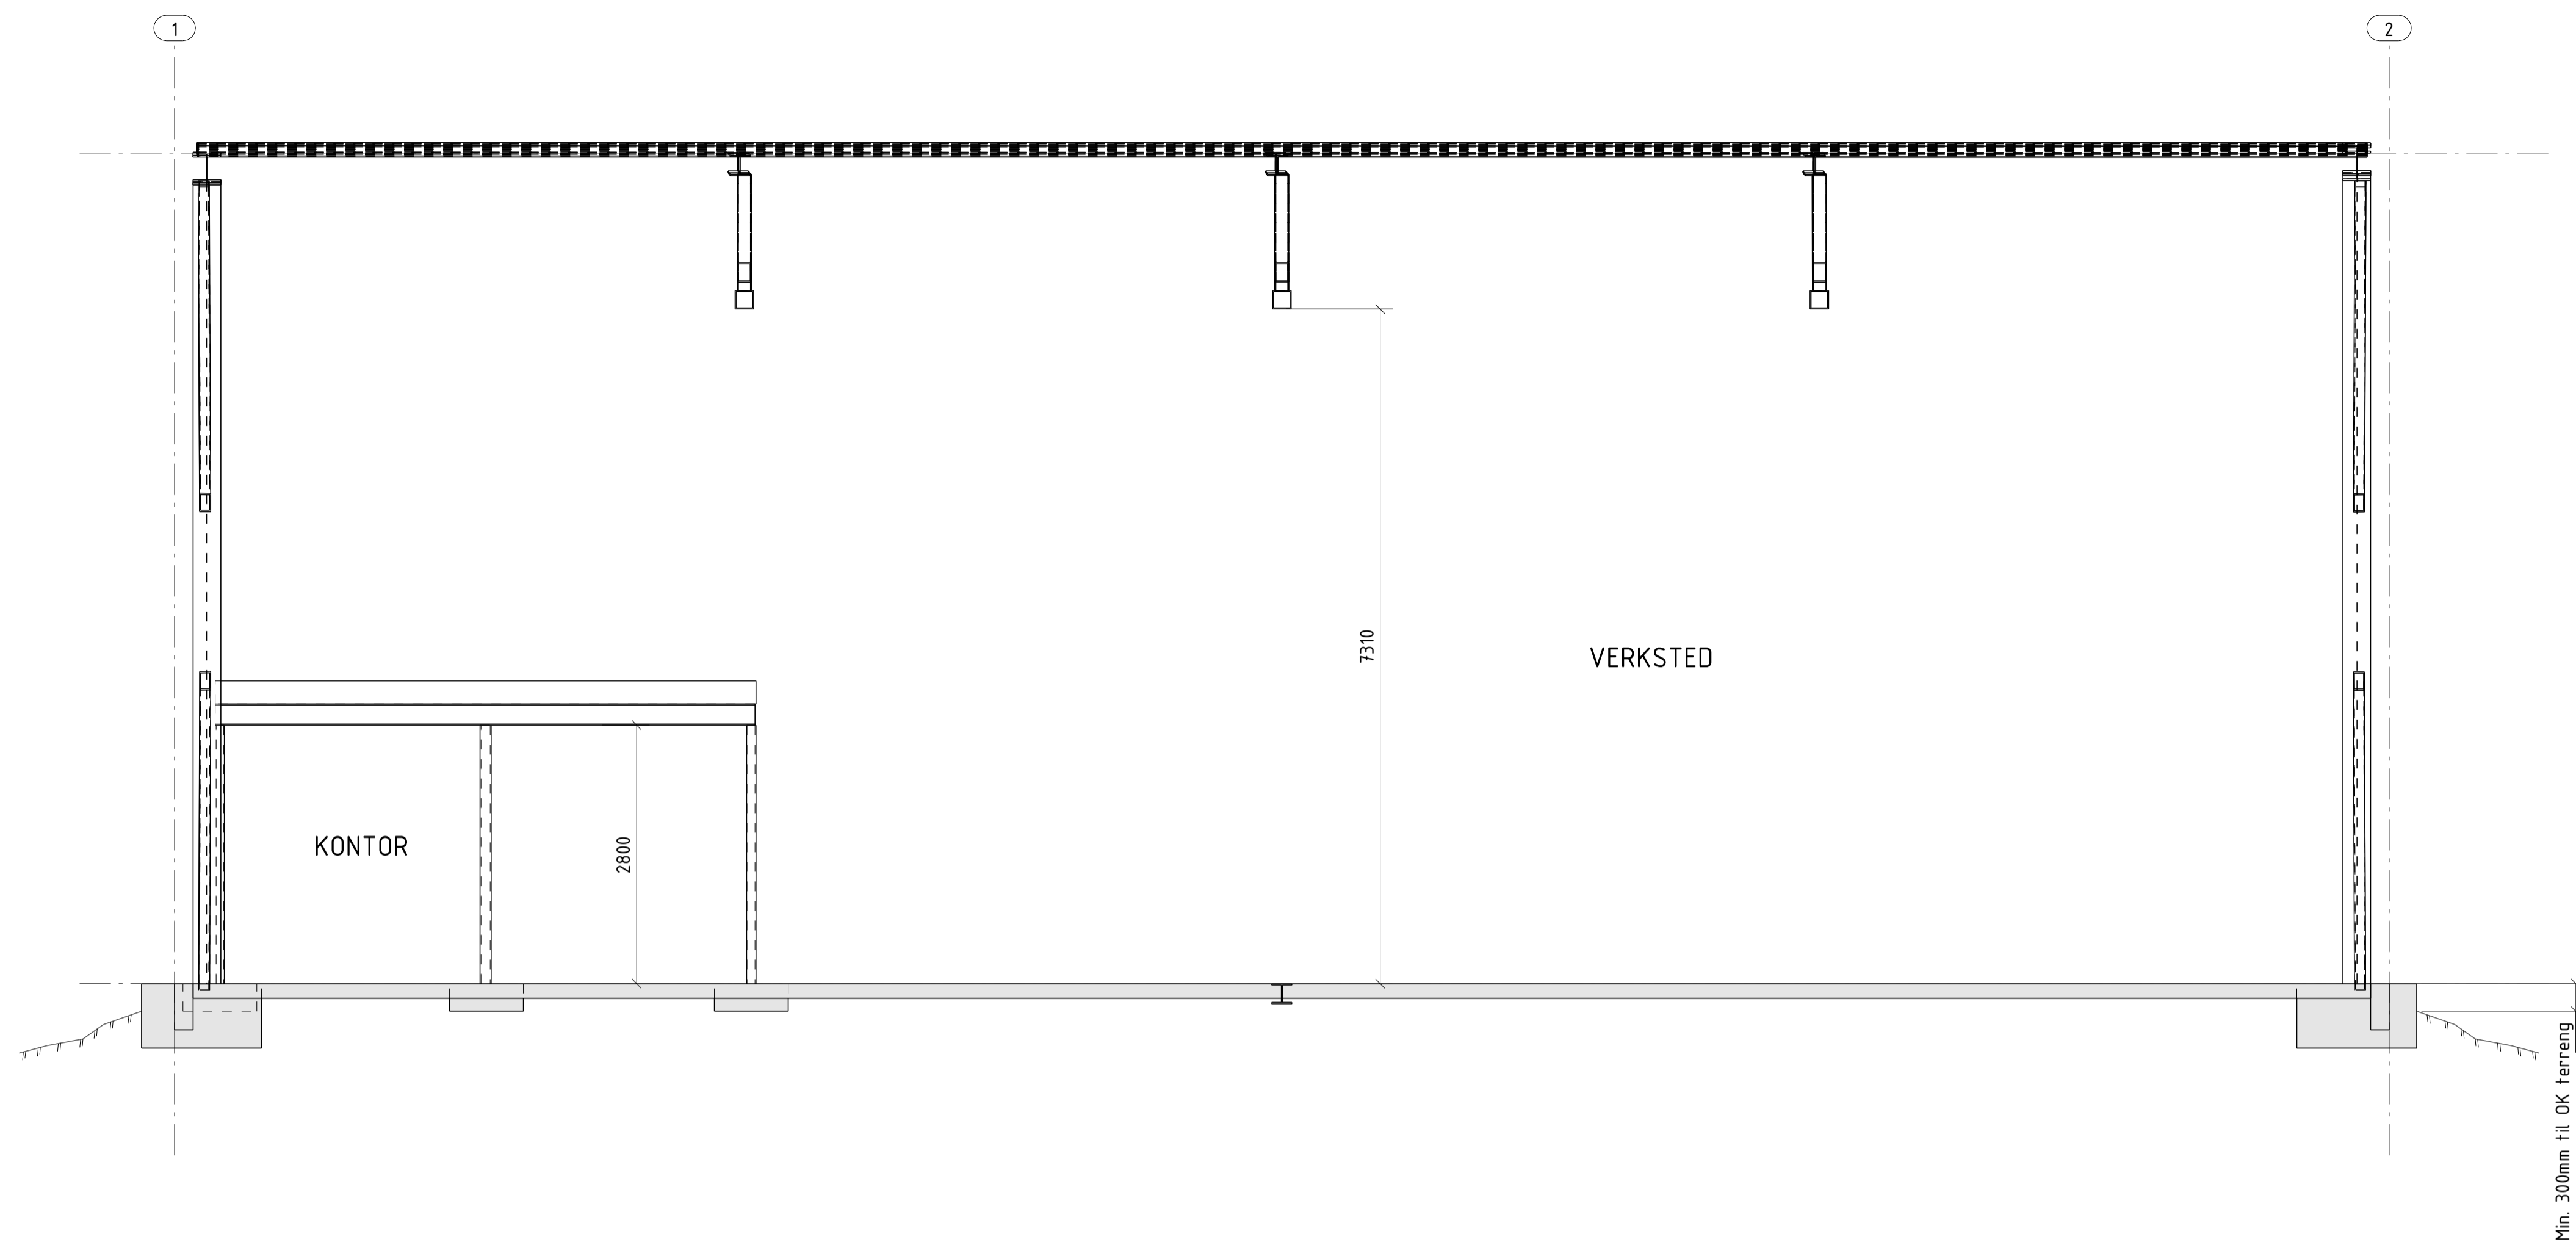 1
2
7310
VERKSTED
KONTOR
2800
Min. 300mm til OK terreng